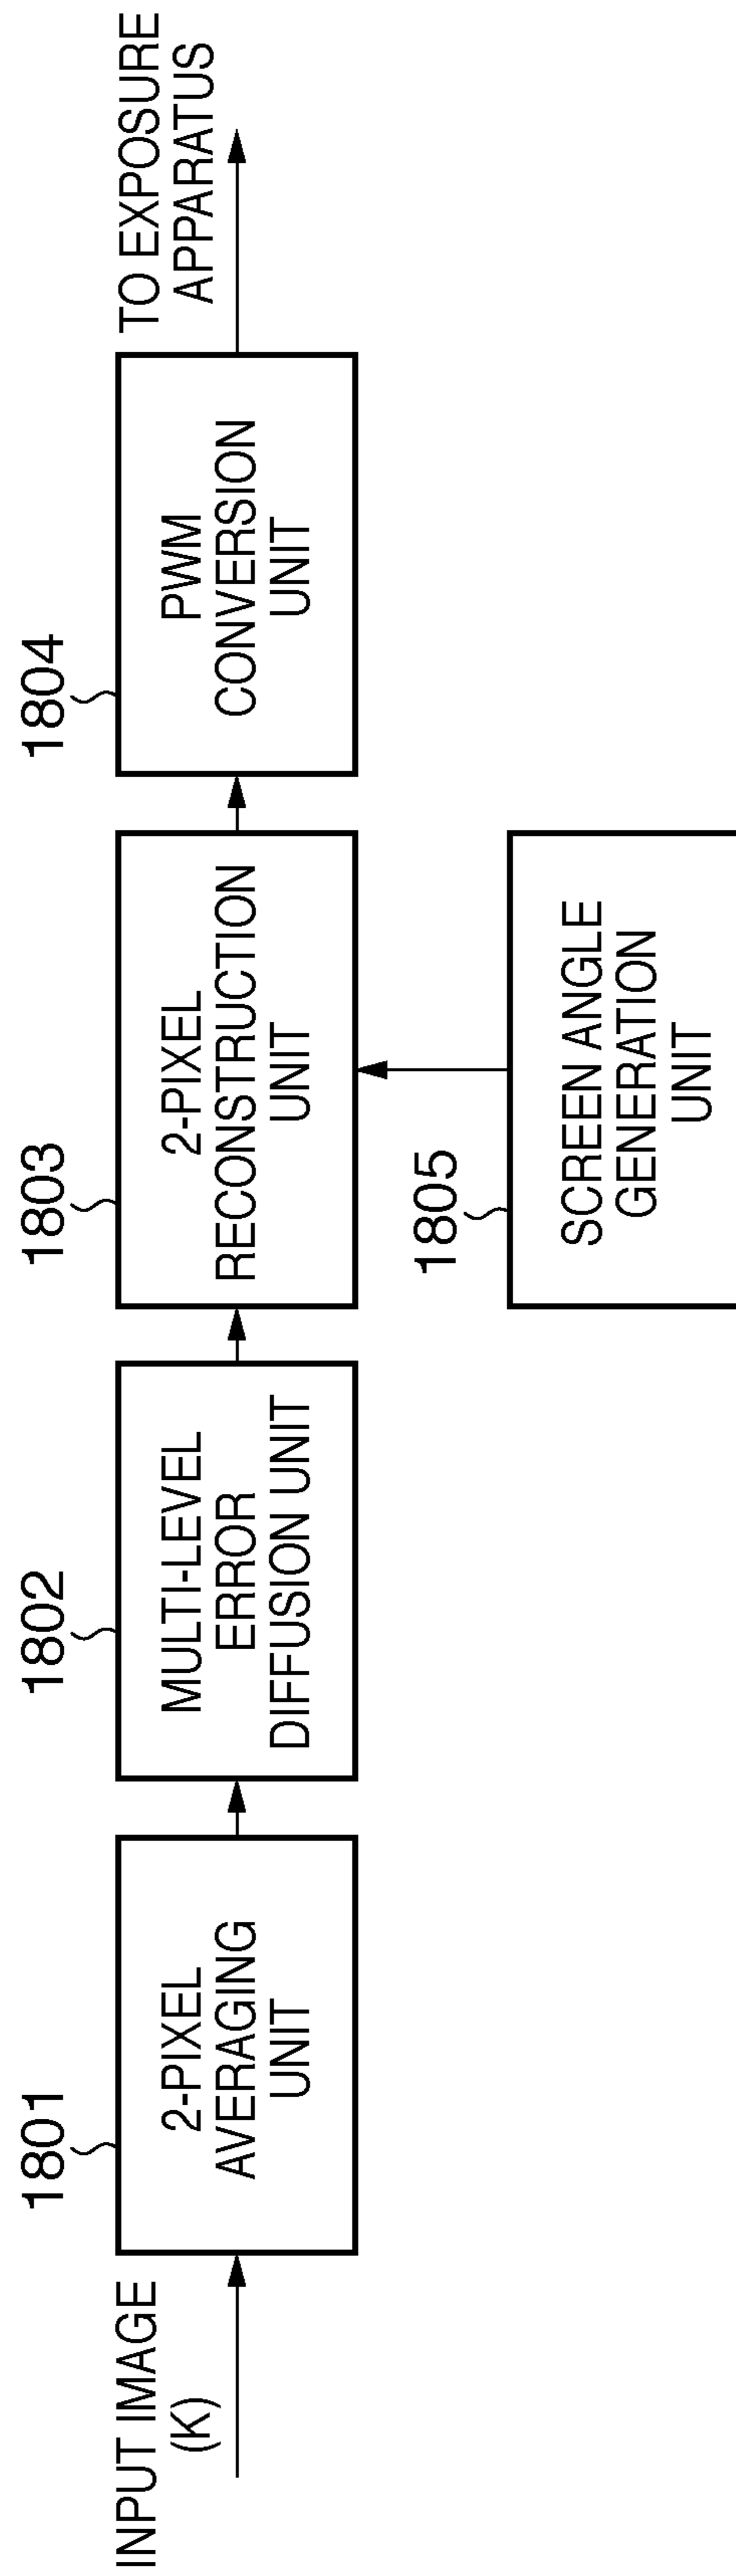 INPUT IMAGE
(K)
1801
2-PIXEL
AVERAGING
UNIT
1802
MULTI-LEVEL
ERROR
DIFFUSION UNIT
1803
2-PIXEL
RECONSTRUCTION
UNIT
1804
PWM
CONVERSION
UNIT
TO EXPOSURE
APPARATUS
1805
SCREEN ANGLE
GENERATION
UNIT